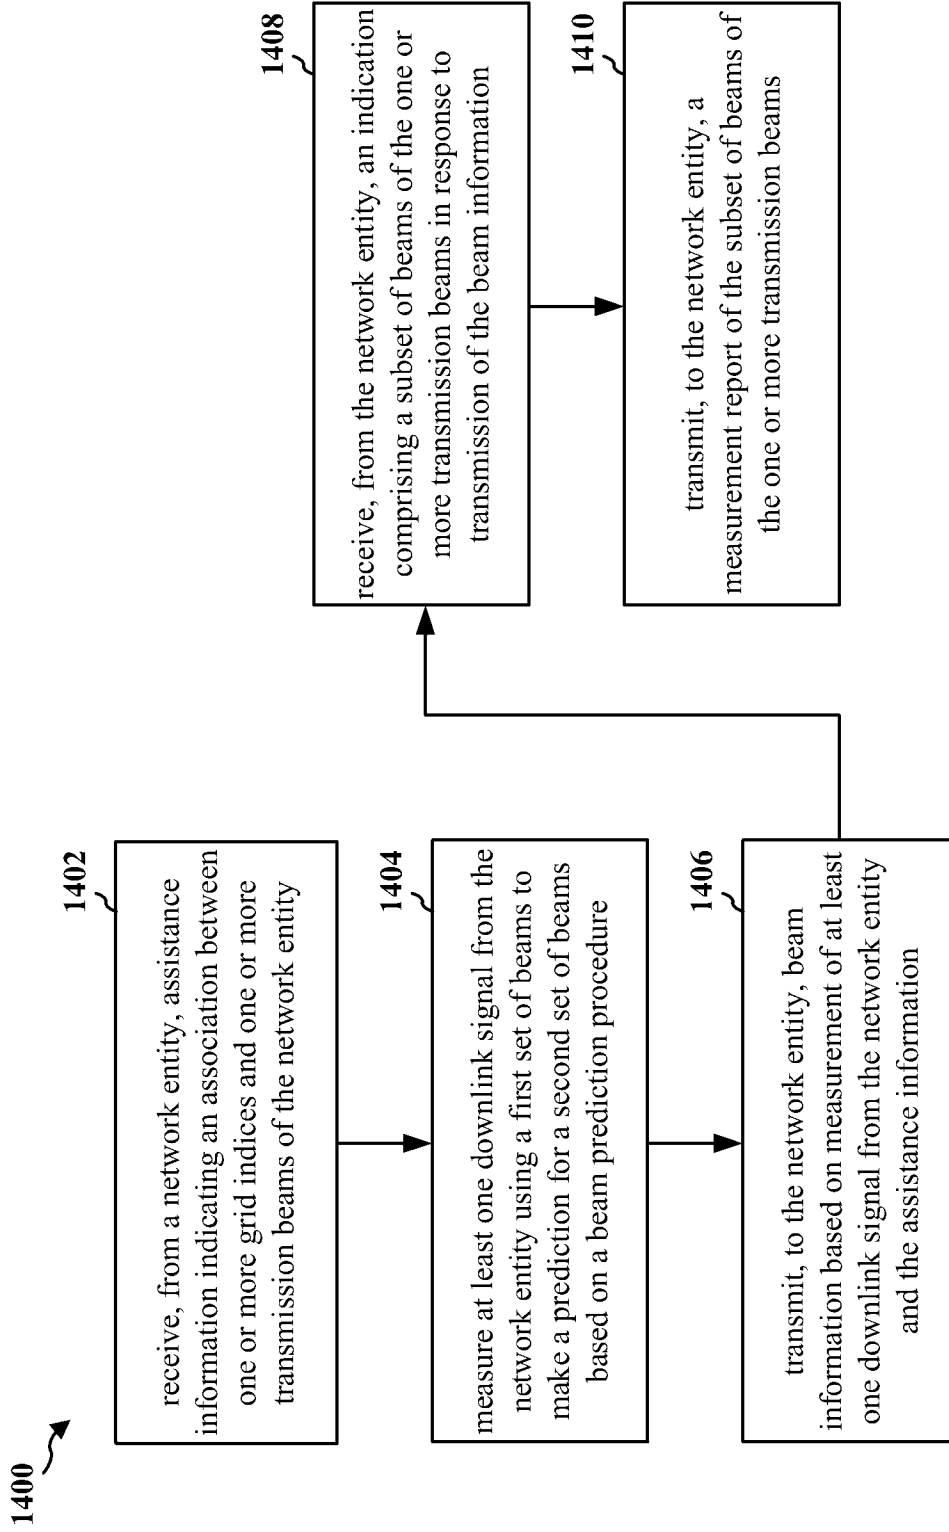 1400
1402
receive, from a network entity, assistance
information indicating an association between
one or more grid indices and one or more
transmission beams of the network entity
1404
measure at least one downlink signal from the
network entity using a first set of beams to
make a prediction for a second set of beams
based on a beam prediction procedure
1406
transmit, to the network entity, beam
information based on measurement of at least
one downlink signal from the network entity
and the assistance information
1408
receive, from the network entity, an indication
comprising a subset of beams of the one or
more transmission beams in response to
transmission of the beam information
1410
transmit, to the network entity, a
measurement report of the subset of beams of
the one or more transmission beams